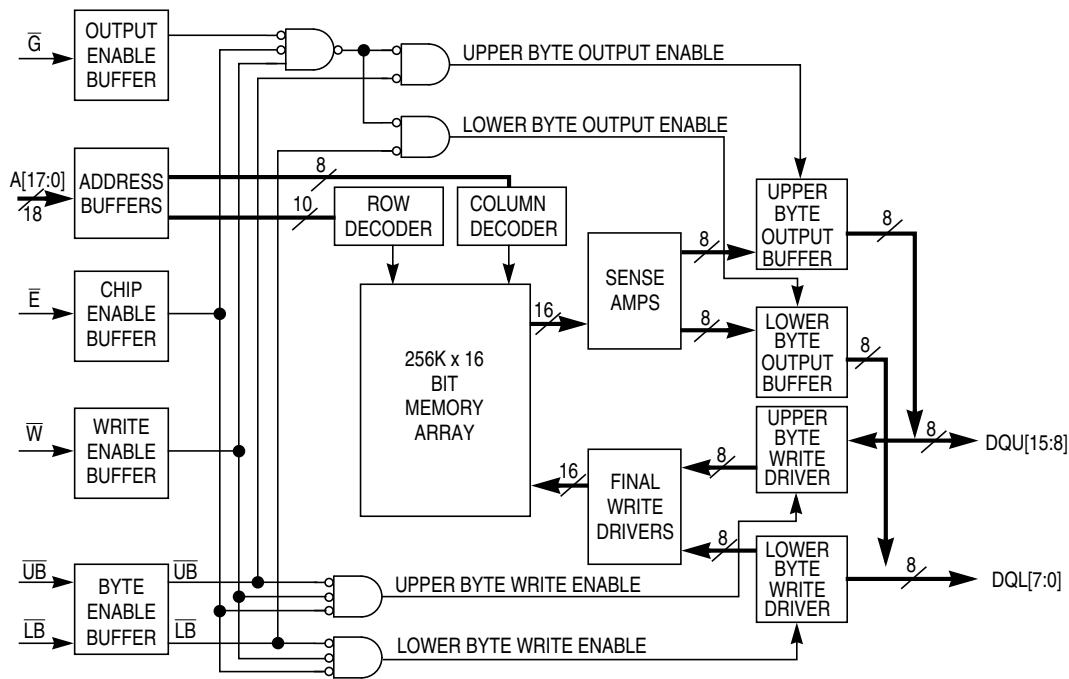 G̅
OUTPUT
ENABLE
BUFFER
UPPER BYTE OUTPUT ENABLE
LOWER BYTE OUTPUT ENABLE
A[17:0]
18
ADDRESS
BUFFERS
8
10
ROW
DECODER
COLUMN
DECODER
UPPER
BYTE
OUTPUT
BUFFER
8
E̅
CHIP
ENABLE
BUFFER
256K x 16
BIT
MEMORY
ARRAY
16
SENSE
AMPS
8
8
LOWER
BYTE
OUTPUT
BUFFER
8
W̅
WRITE
ENABLE
BUFFER
16
FINAL
WRITE
DRIVERS
8
8
UPPER
BYTE
WRITE
DRIVER
8
DQU[15:8]
LOWER
BYTE
WRITE
DRIVER
8
DQL[7:0]
U̅B̅
L̅B̅
BYTE
ENABLE
BUFFER
U̅B̅
L̅B̅
UPPER BYTE WRITE ENABLE
LOWER BYTE WRITE ENABLE